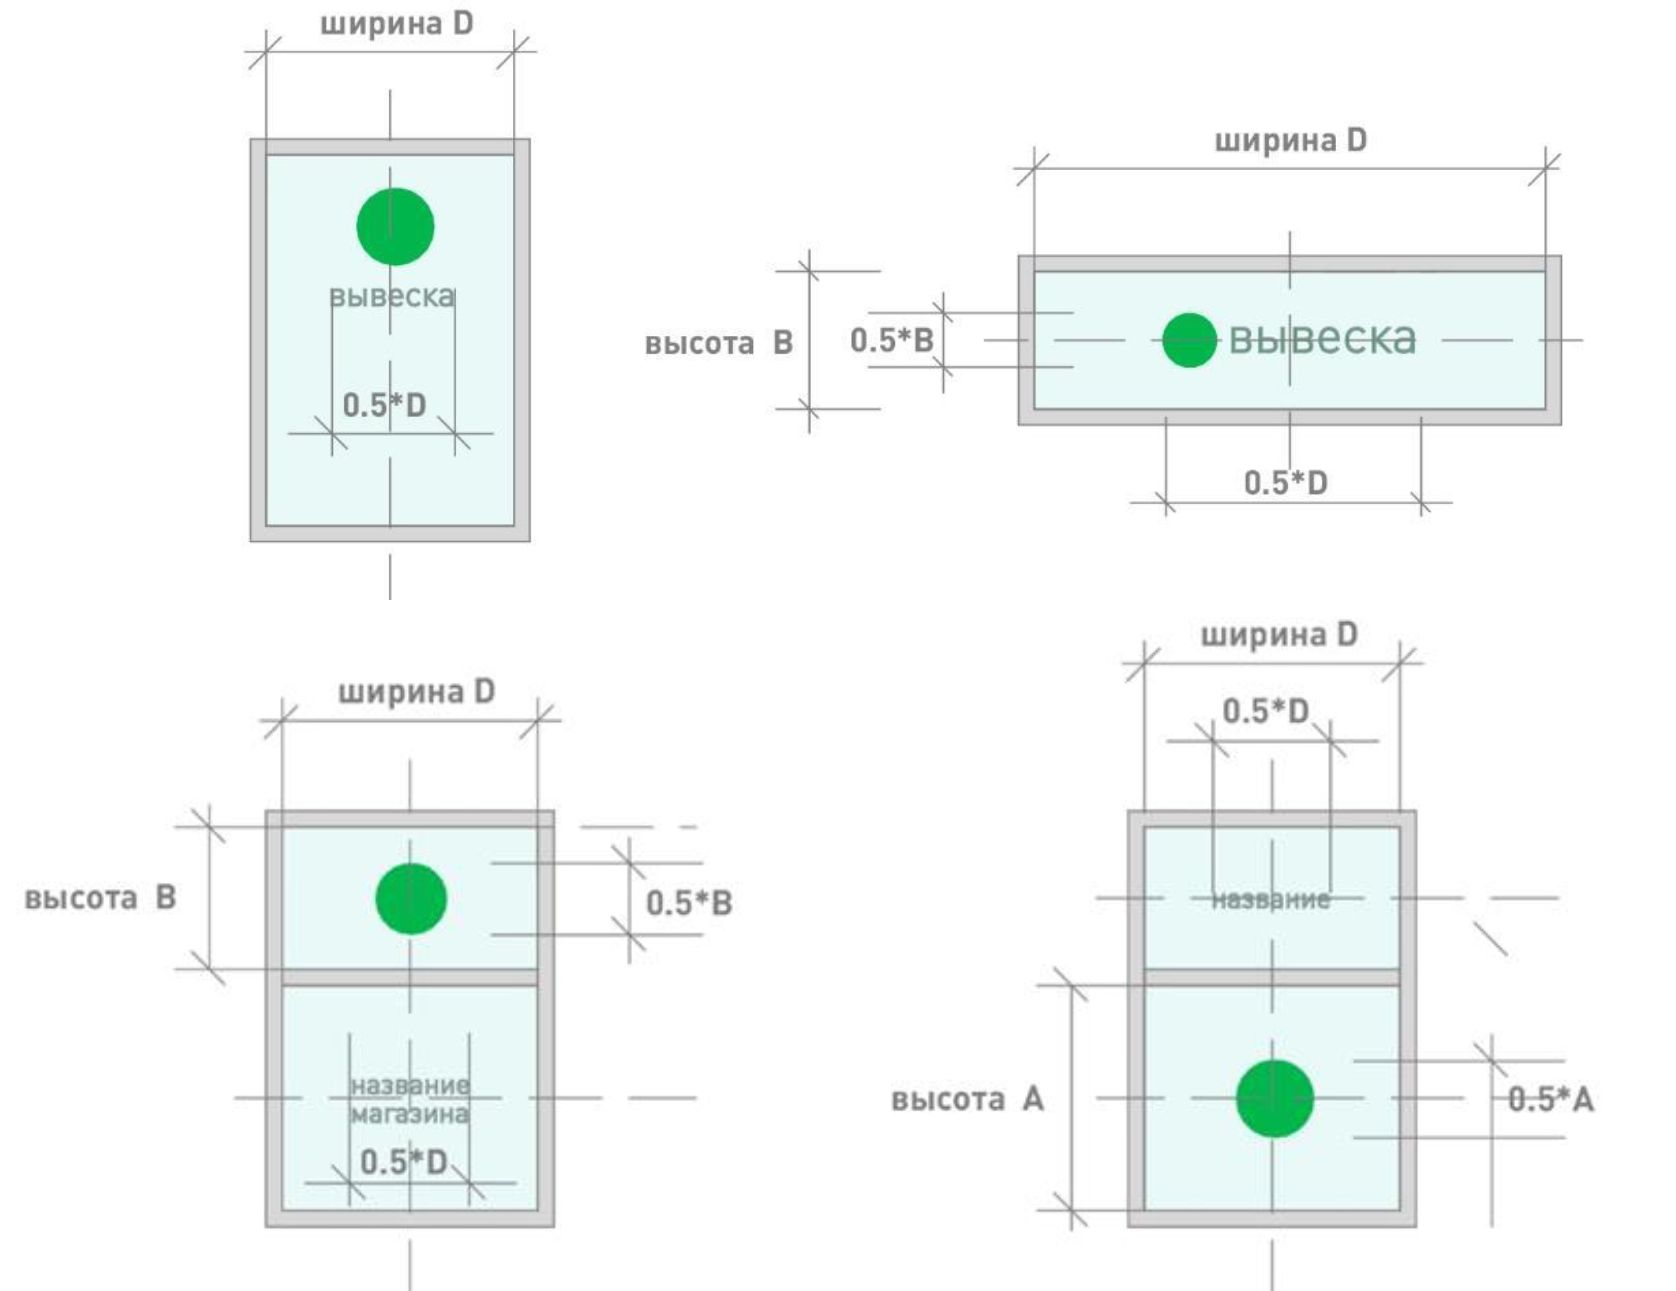 ширина D
вывеска
0.5*D
ширина D
высота B
0.5*B
вывеска
0.5*D
ширина D
высота B
0.5*B
название
магазина
0.5*D
ширина D
0.5*D
название
высота A
0.5*A